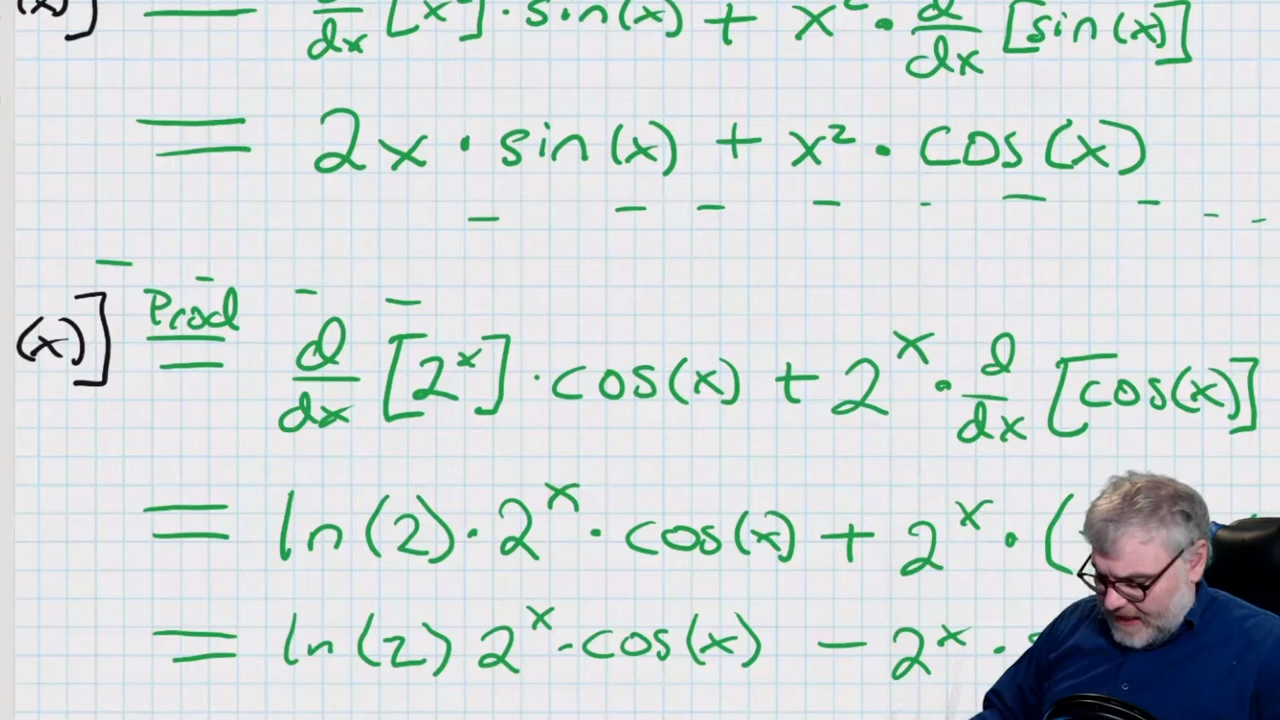 (x)] = d/dx [x²] · sin(x) + x² · d/dx [sin(x)]
= 2x · sin(x) + x² · cos(x)
(x)] Prod = d/dx [2^x] · cos(x) + 2^x · d/dx [cos(x)]
= ln(2) · 2^x · cos(x) + 2^x · (
= ln(2) 2^x · cos(x) - 2^x ·